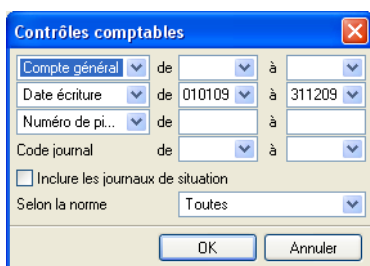 Contrôles comptables
Compte général de à
Date écriture de 010109 à 311209
Numéro de pi... de à
Code journal de à
Inclure les journaux de situation
Selon la norme Toutes
OK Annuler